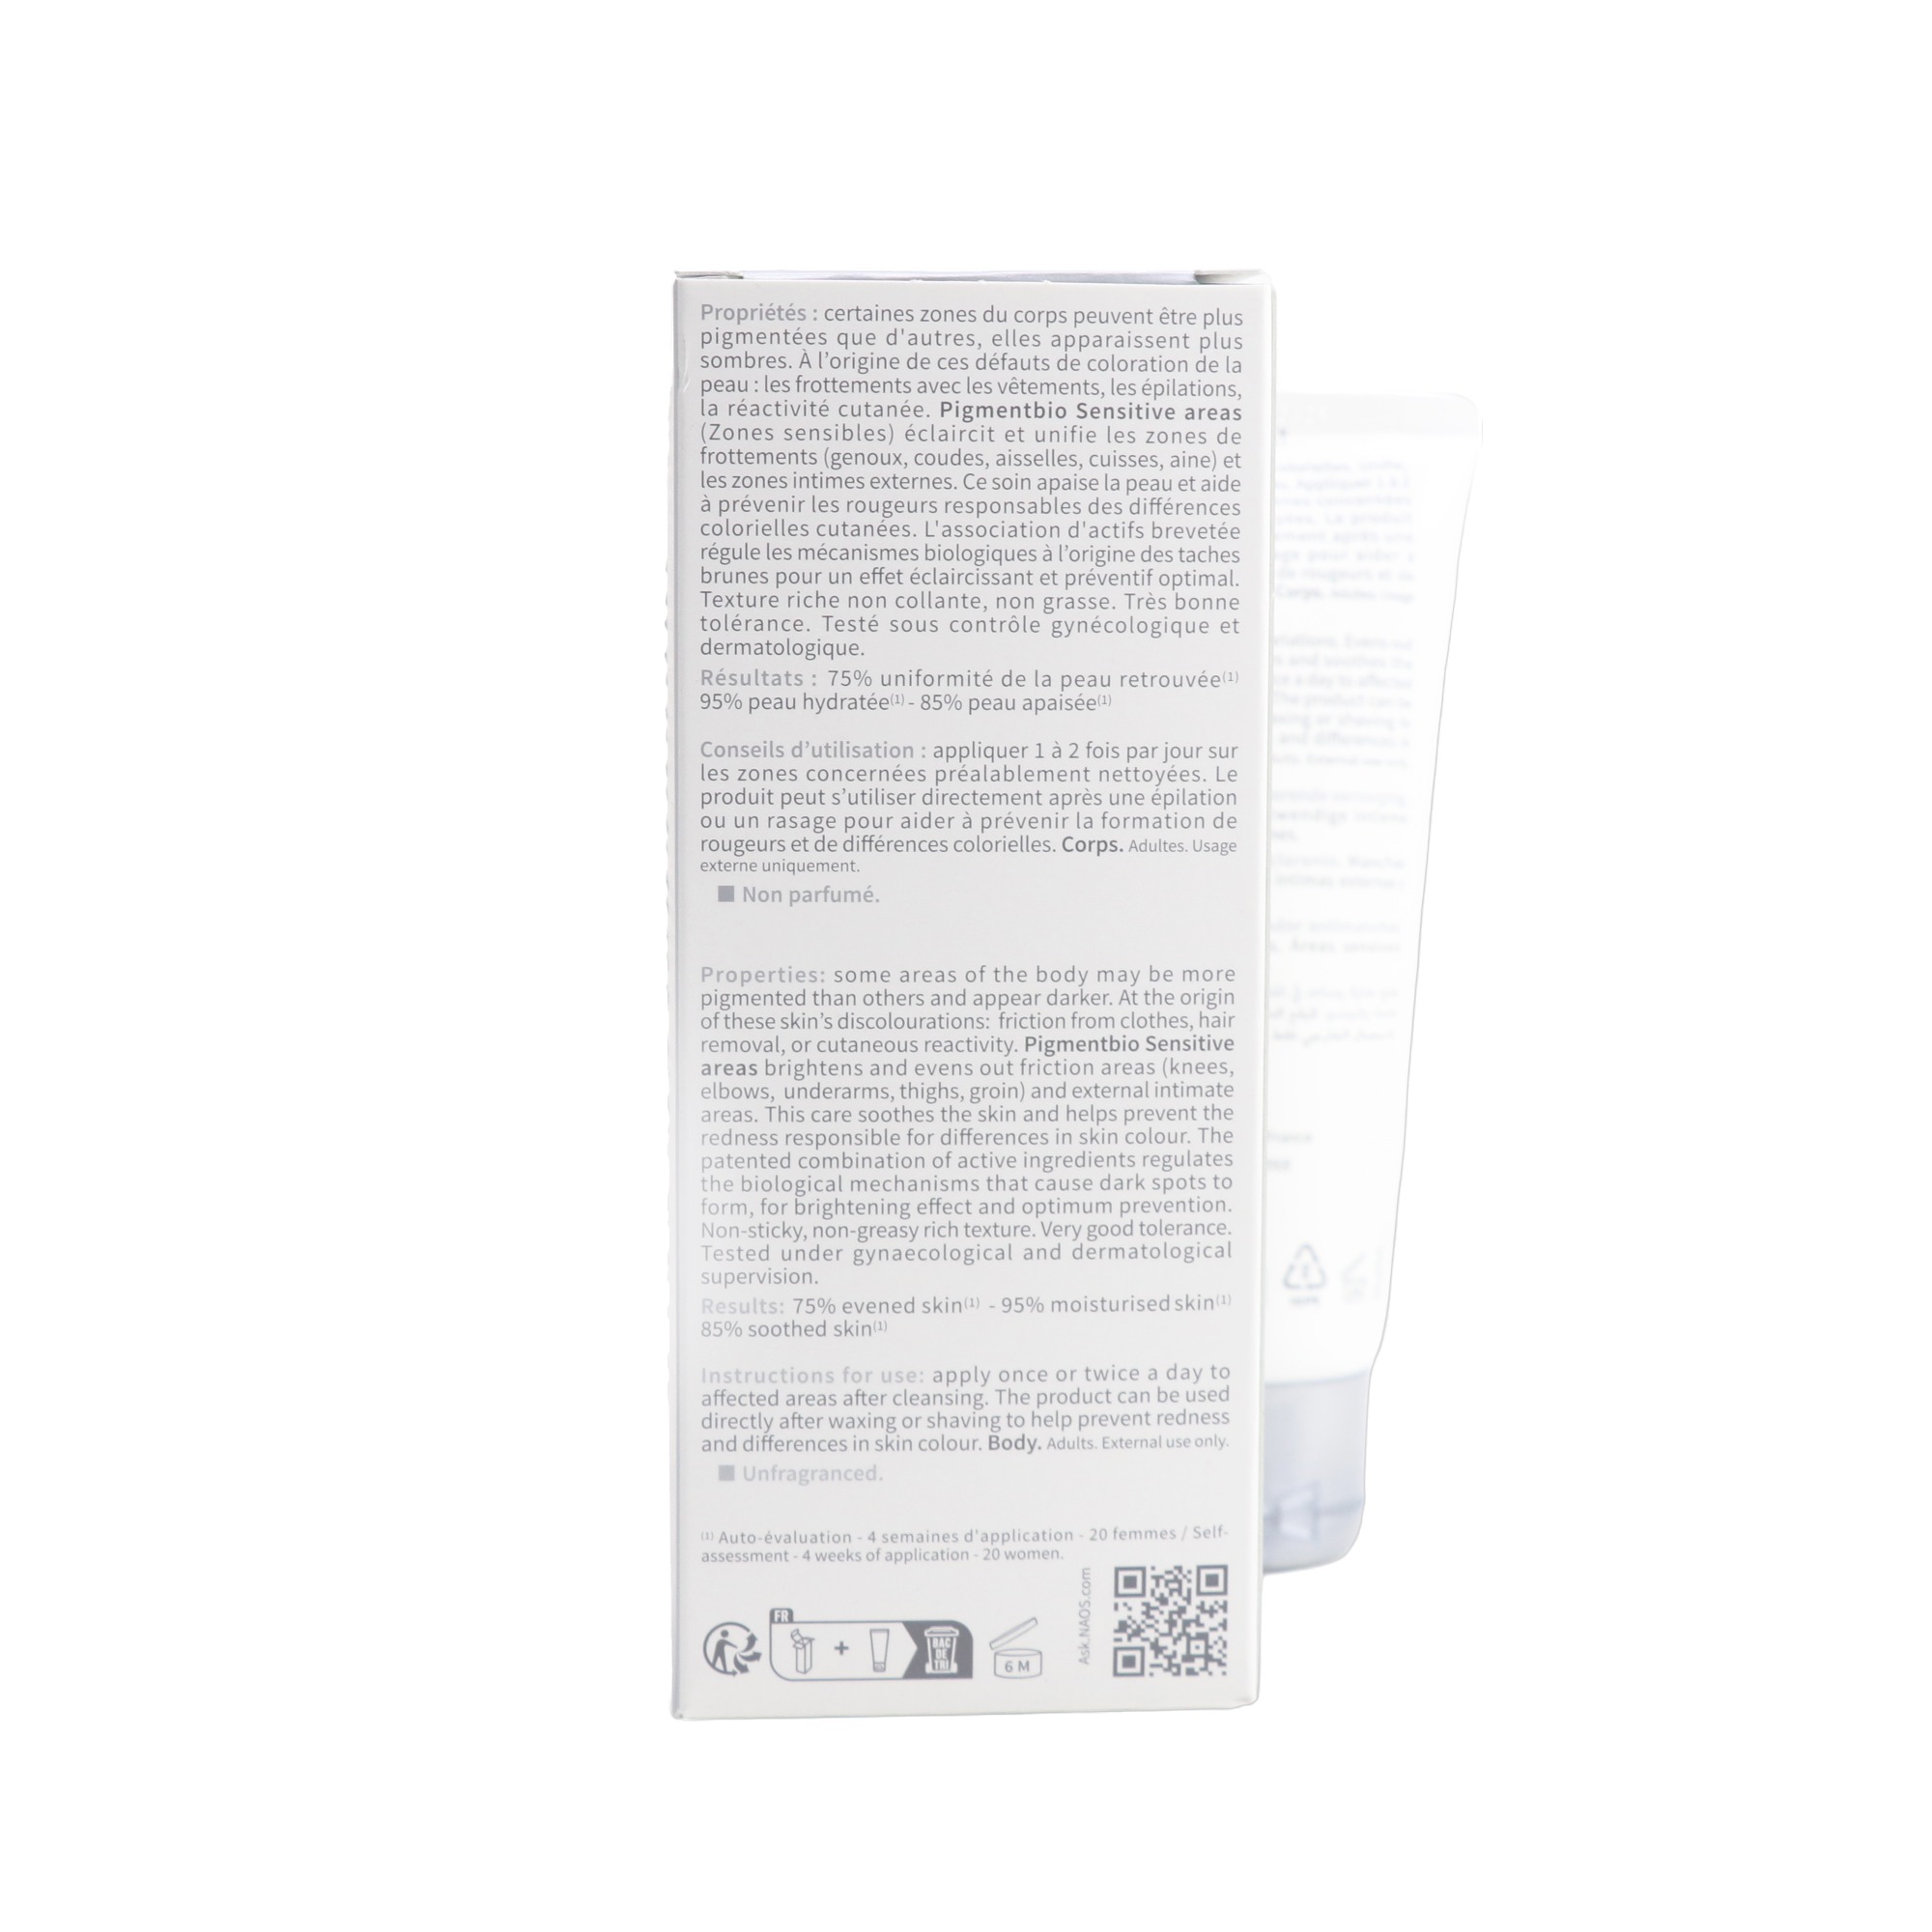 Propriétés : certaines zones du corps peuvent être plus
pigmentées que d'autres, elles apparaissent plus
sombres. À l’origine de ces défauts de coloration de la
peau : les frottements avec les vêtements, les épilations,
la réactivité cutanée. Pigmentbio Sensitive areas
(Zones sensibles) éclaircit et unifie les zones de
frottements (genoux, coudes, aisselles, cuisses, aine) et
les zones intimes externes. Ce soin apaise la peau et aide
à prévenir les rougeurs responsables des différences
colorielles cutanées. L'association d'actifs brevetée
régule les mécanismes biologiques à l’origine des taches
brunes pour un effet éclaircissant et préventif optimal.
Texture riche non collante, non grasse. Très bonne
tolérance. Testé sous contrôle gynécologique et
dermatologique.
Résultats : 75% uniformité de la peau retrouvée(1)
95% peau hydratée(1) - 85% peau apaisée(1)
Conseils d’utilisation : appliquer 1 à 2 fois par jour sur
les zones concernées préalablement nettoyées. Le
produit peut s’utiliser directement après une épilation
ou un rasage pour aider à prévenir la formation de
rougeurs et de différences colorielles. Corps. Adultes. Usage
externe uniquement.
■ Non parfumé.
Properties: some areas of the body may be more
pigmented than others and appear darker. At the origin
of these skin’s discolourations: friction from clothes, hair
removal, or cutaneous reactivity. Pigmentbio Sensitive
areas brightens and evens out friction areas (knees,
elbows, underarms, thighs, groin) and external intimate
areas. This care soothes the skin and helps prevent the
redness responsible for differences in skin colour. The
patented combination of active ingredients regulates
the biological mechanisms that cause dark spots to
form, for brightening effect and optimum prevention.
Non-sticky, non-greasy rich texture. Very good tolerance.
Tested under gynaecological and dermatological
supervision.
Results: 75% evened skin(1) - 95% moisturised skin(1)
85% soothed skin(1)
Instructions for use: apply once or twice a day to
affected areas after cleansing. The product can be used
directly after waxing or shaving to help prevent redness
and differences in skin colour. Body. Adults. External use only.
■ Unfragranced.
(1) Auto-évaluation - 4 semaines d'application - 20 femmes / Self-
assessment - 4 weeks of application - 20 women.
FR
+
BAC
DE
TRI
6 M
Ask.NAOS.com